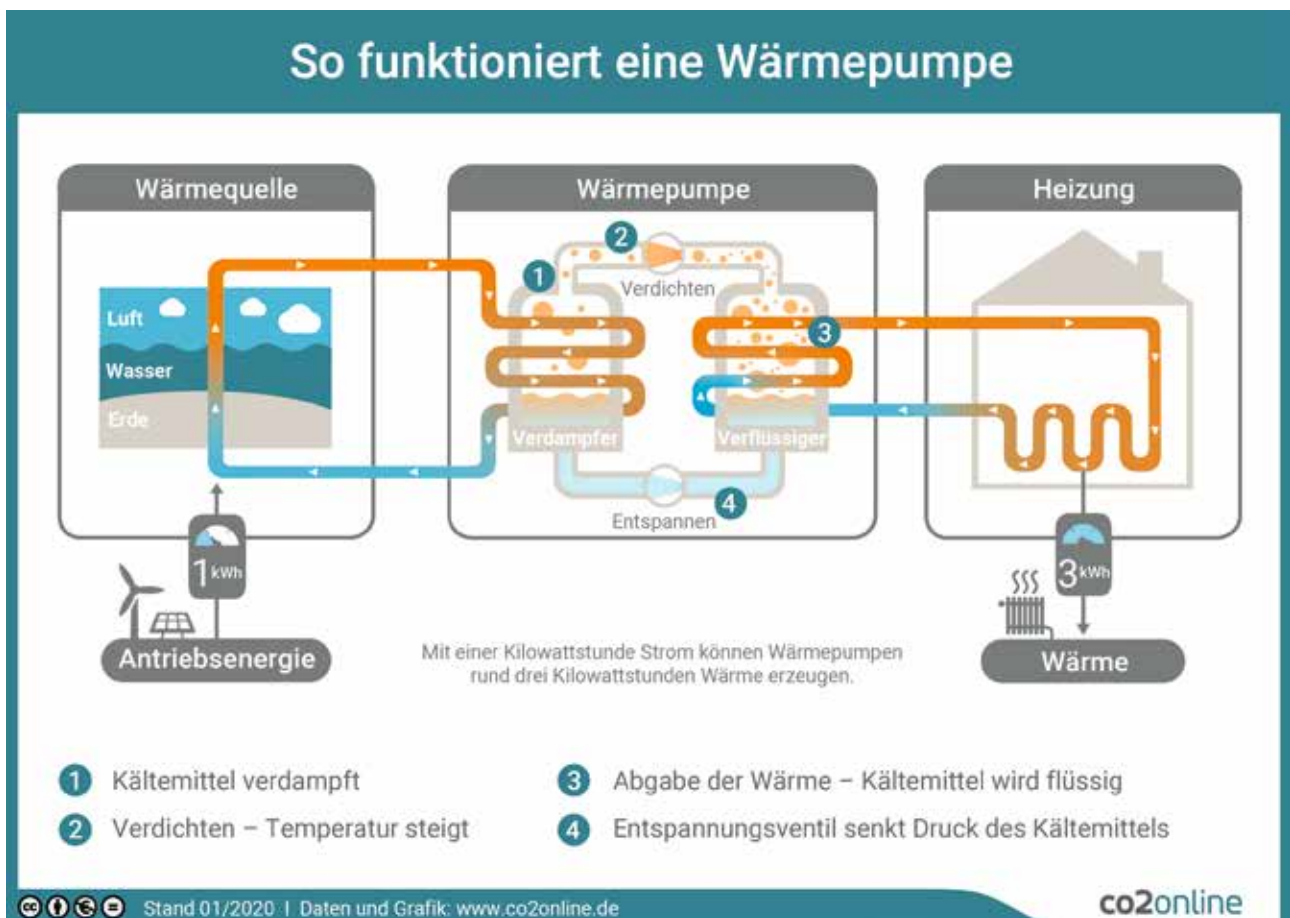 So funktioniert eine Wärmepumpe
Wärmequelle
Wärmepumpe
Heizung
2
1
Verdichten
Luft
3
Wasser
Erde
Verdampfer
Verflüssiger
4
Entspannen
1 kWh
3 kWh
Antriebsenergie
Mit einer Kilowattstunde Strom können Wärmepumpen
rund drei Kilowattstunden Wärme erzeugen.
Wärme
1 Kältemittel verdampft
2 Verdichten – Temperatur steigt
3 Abgabe der Wärme – Kältemittel wird flüssig
4 Entspannungsventil senkt Druck des Kältemittels
cc Stand 01/2020 | Daten und Grafik: www.co2online.de
co2online